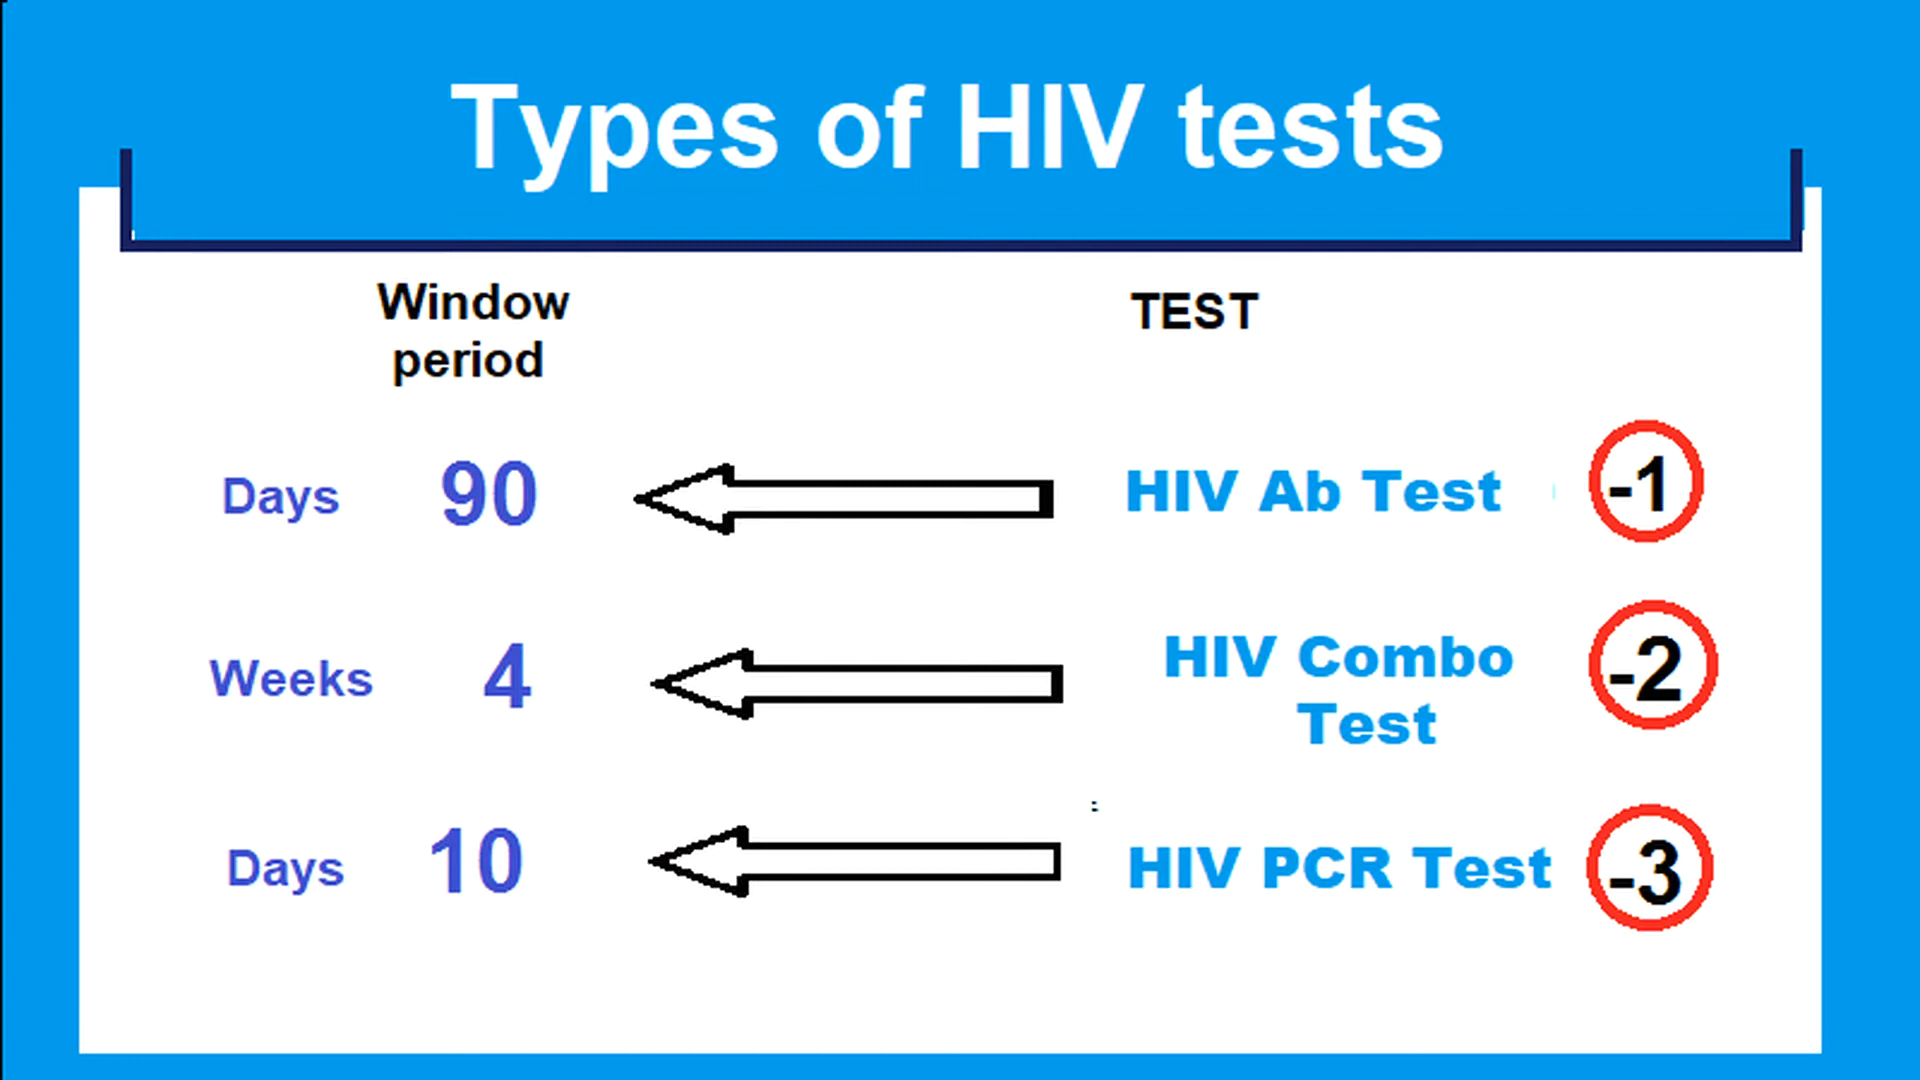 Types of HIV tests
Window
period
TEST
Days 90
HIV Ab Test -1
Weeks 4
HIV Combo
Test
-2
Days 10
HIV PCR Test -3